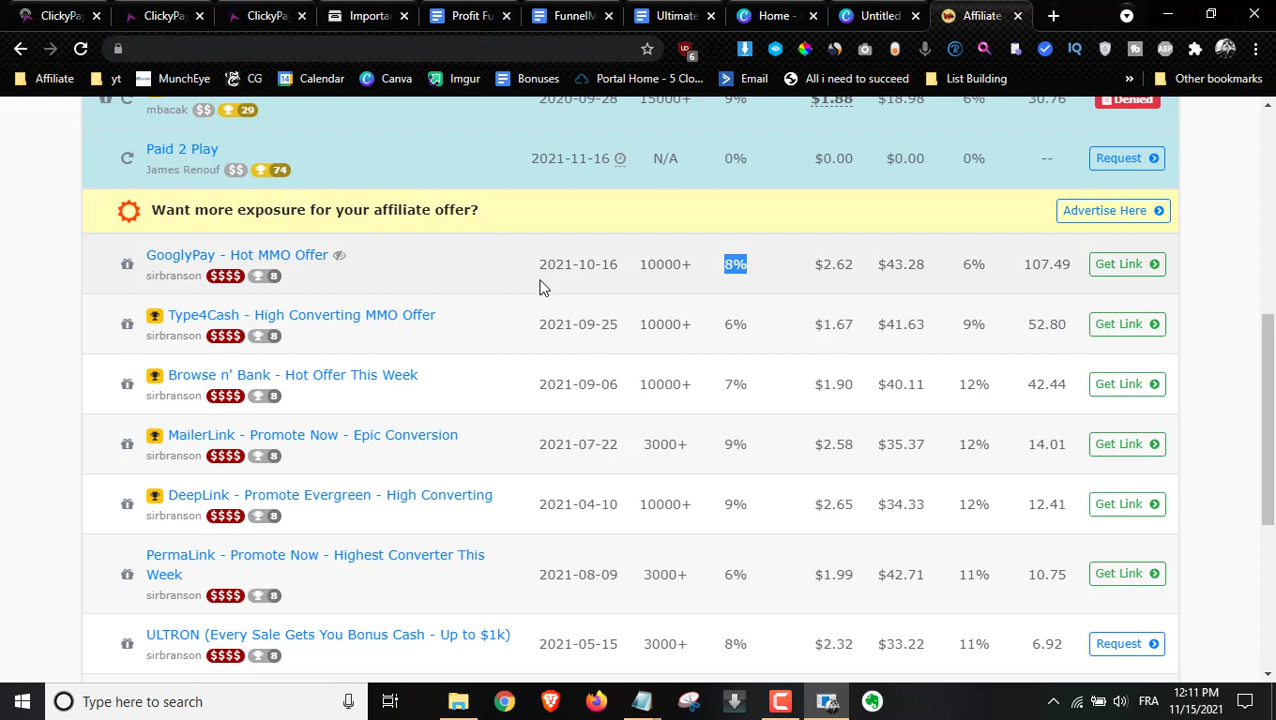 ClickyPa
ClickyPay
ClickyPay
Importan
Profit Fu
FunnelM
Ultimate
Home -
Untitled
Affiliate
6
Affiliate
yt
MunchEye
CG
14
Calendar
Canva
Imgur
Bonuses
Portal Home - 5 Clo...
Email
All i need to succeed
List Building
»
Other bookmarks
2020-09-28 15000+ 9% $1.88 $18.98 6% 30.76 Denied
mbacak $$ 29
Paid 2 Play
2021-11-16 N/A 0% $0.00 $0.00 0% -- Request
James Renouf $$ 74
Want more exposure for your affiliate offer? Advertise Here
GooglyPay - Hot MMO Offer
2021-10-16 10000+ 8% $2.62 $43.28 6% 107.49 Get Link
sirbranson $$$$ 8
Type4Cash - High Converting MMO Offer
2021-09-25 10000+ 6% $1.67 $41.63 9% 52.80 Get Link
sirbranson $$$$ 8
Browse n' Bank - Hot Offer This Week
2021-09-06 10000+ 7% $1.90 $40.11 12% 42.44 Get Link
sirbranson $$$$ 8
MailerLink - Promote Now - Epic Conversion
2021-07-22 3000+ 9% $2.58 $35.37 12% 14.01 Get Link
sirbranson $$$$ 8
DeepLink - Promote Evergreen - High Converting
2021-04-10 10000+ 9% $2.65 $34.33 12% 12.41 Get Link
sirbranson $$$$ 8
PermaLink - Promote Now - Highest Converter This
Week
2021-08-09 3000+ 6% $1.99 $42.71 11% 10.75 Get Link
sirbranson $$$$ 8
ULTRON (Every Sale Gets You Bonus Cash - Up to $1k)
2021-05-15 3000+ 8% $2.32 $33.22 11% 6.92 Request
sirbranson $$$$ 8
Type here to search
FRA
12:11 PM
11/15/2021